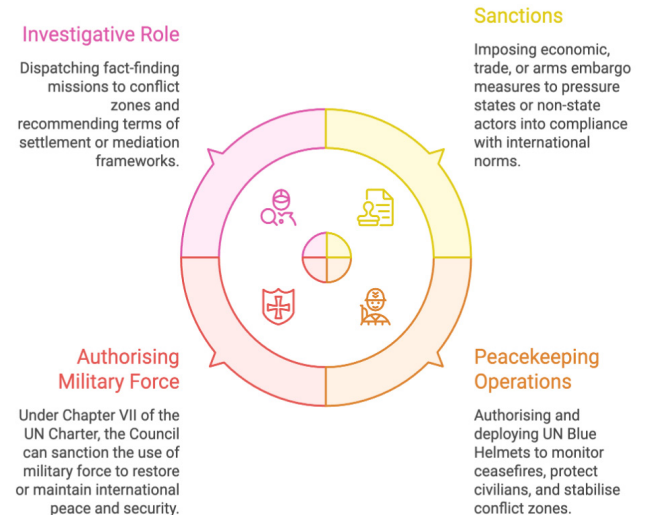 Investigative Role
Dispatching fact-finding
missions to conflict
zones and
recommending terms of
settlement or mediation
frameworks.
Sanctions
Imposing economic,
trade, or arms embargo
measures to pressure
states or non-state
actors into compliance
with international
norms.
Authorising
Military Force
Under Chapter VII of the
UN Charter, the Council
can sanction the use of
military force to restore
or maintain international
peace and security.
Peacekeeping
Operations
Authorising and
deploying UN Blue
Helmets to monitor
ceasefires, protect
civilians, and stabilise
conflict zones.